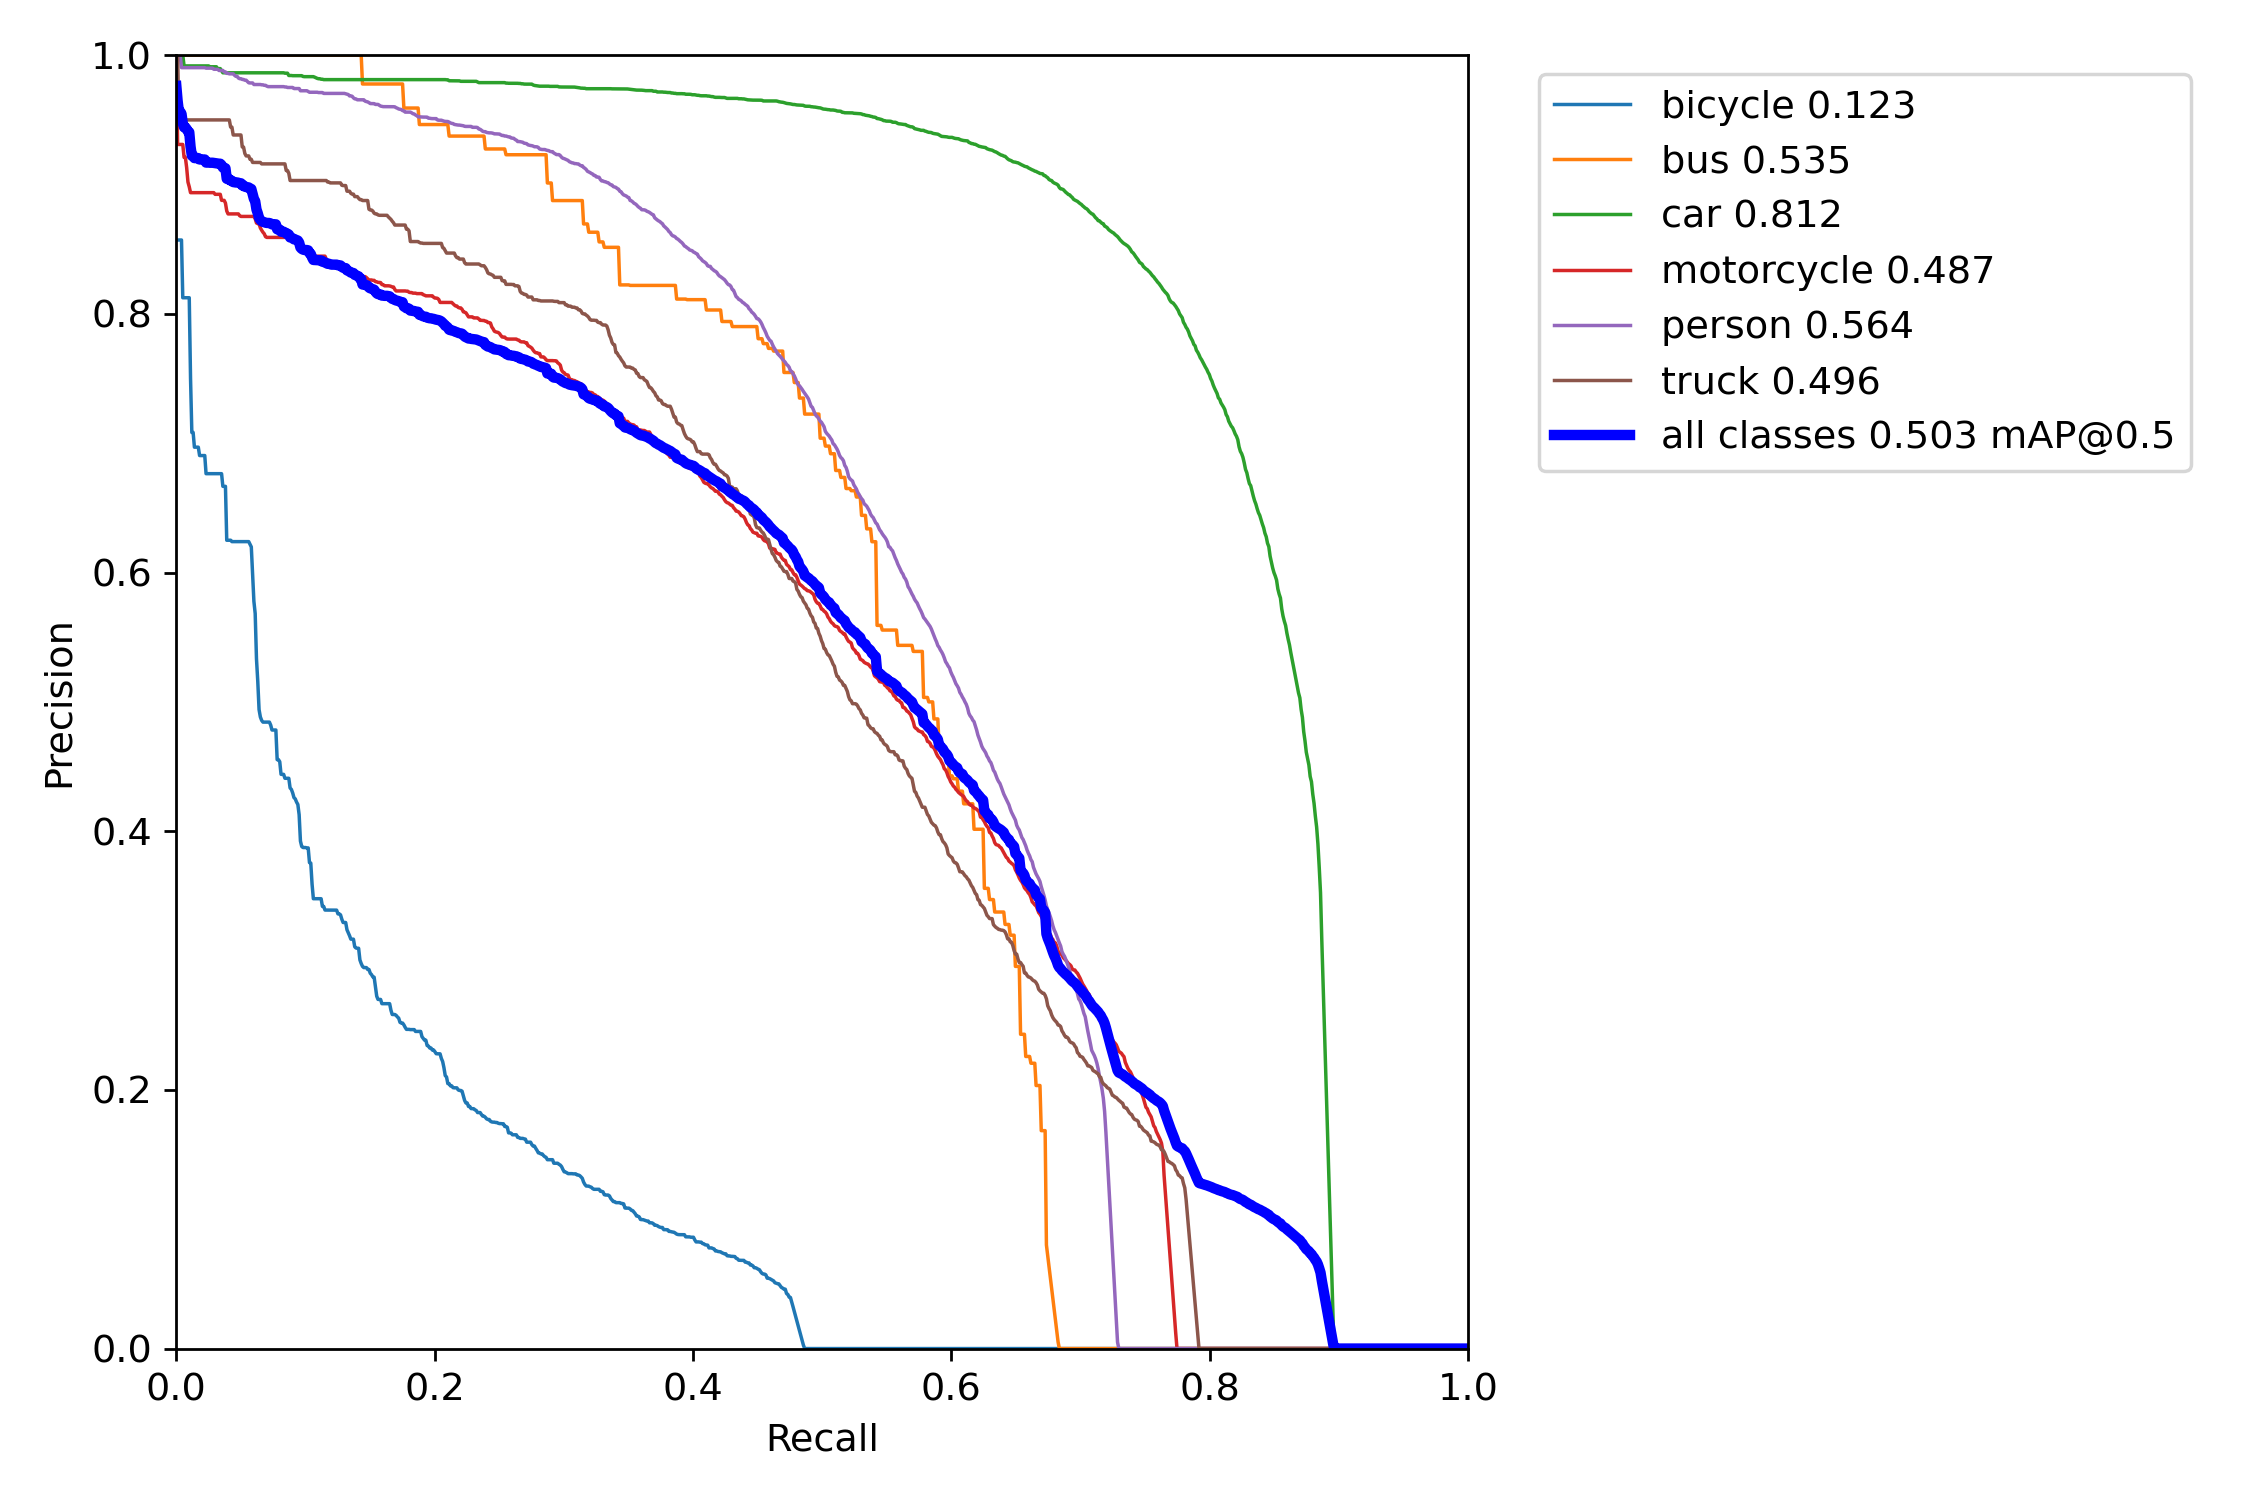 Precision
1.0
0.8
0.6
0.4
0.2
0.0
0.0 0.2 0.4 0.6 0.8 1.0
Recall
bicycle 0.123
bus 0.535
car 0.812
motorcycle 0.487
person 0.564
truck 0.496
all classes 0.503 mAP@0.5